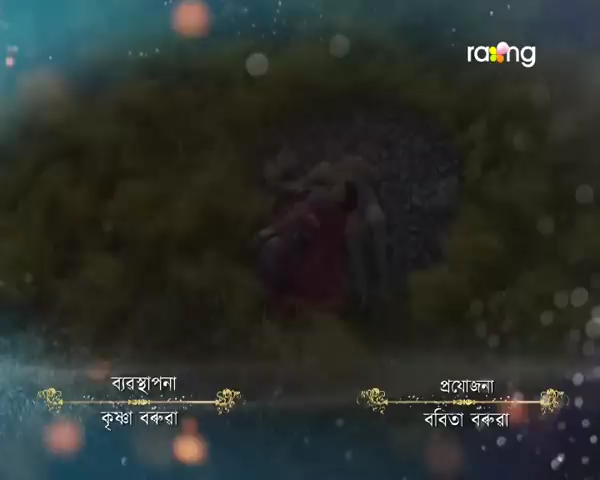 rang
ব্যৱস্থাপনা
কৃষ্ণা বৰুৱা
প্ৰযোজনা
ববিতা বৰুৱা